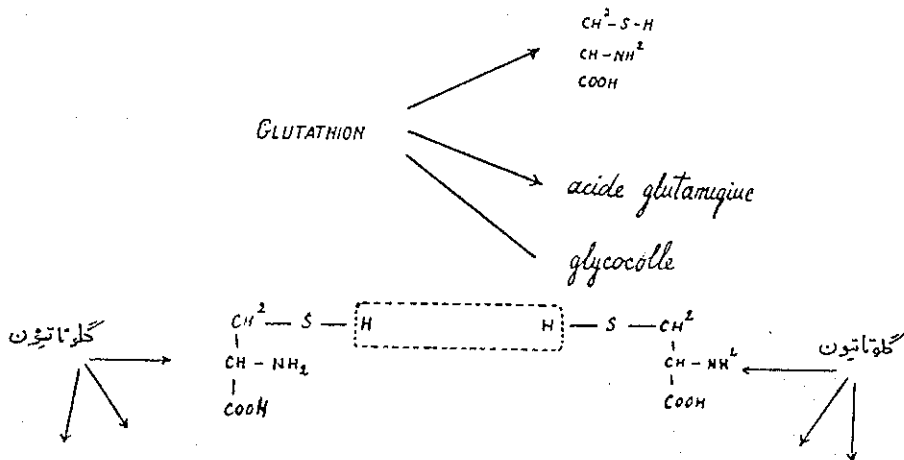 CH²-S-H
CH-NH²
COOH
GLUTATHION
acide glutamique
glycocolle
گلوتاتیون CH² — S — H H — S — CH² گلوتاتیون
CH — NH₂ CH — NH²
COOH COOH